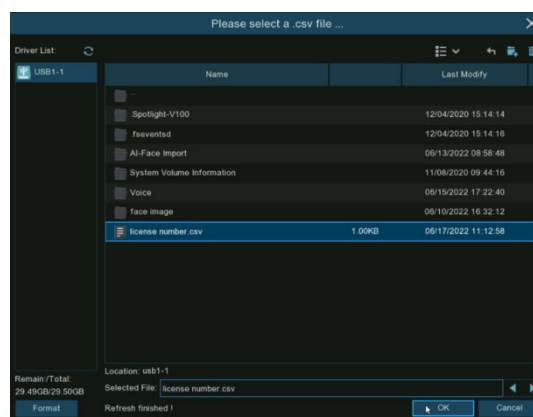 Please select a .csv file ...
Driver List:
USB1-1
Name
Last Modify
.Spotlight-V100 12/04/2020 15:14:14
.fseventsd 12/04/2020 15:14:16
AI-Face Import 06/13/2022 08:58:48
System Volume Information 11/08/2020 09:44:16
Voice 06/15/2022 17:22:40
face image 06/10/2022 16:32:12
license number.csv 1.00KB 06/17/2022 11:12:58
Remain:/Total:
29.49GB/29.50GB
Format
Location: usb1-1
Selected File: license number.csv
Refresh finished !
OK
Cancel